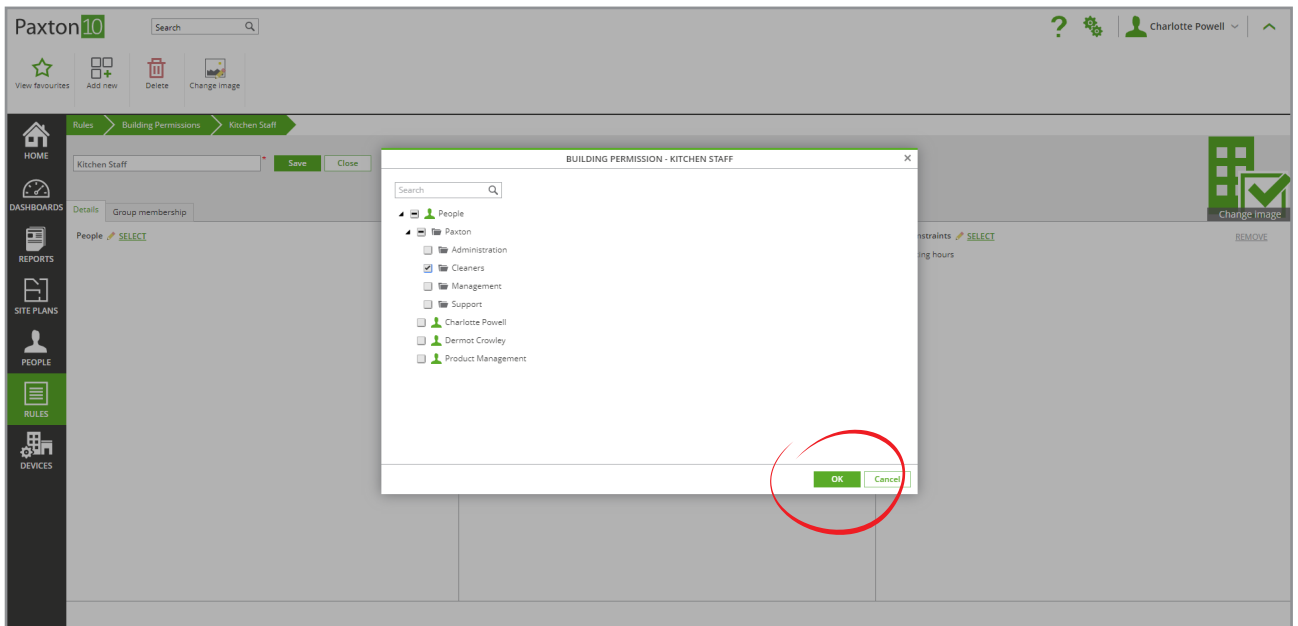 Paxton10
Search
Charlotte Powell
View favourites
Add new
Delete
Change image
Rules
Building Permissions
Kitchen Staff
HOME
DASHBOARDS
REPORTS
SITE PLANS
PEOPLE
RULES
DEVICES
Kitchen Staff
*
Save
Close
Change image
Details
Group membership
People SELECT
nstraints SELECT
REMOVE
ing hours
BUILDING PERMISSION - KITCHEN STAFF
Search
People
Paxton
Administration
Cleaners
Management
Support
Charlotte Powell
Dermot Crowley
Product Management
OK
Cancel